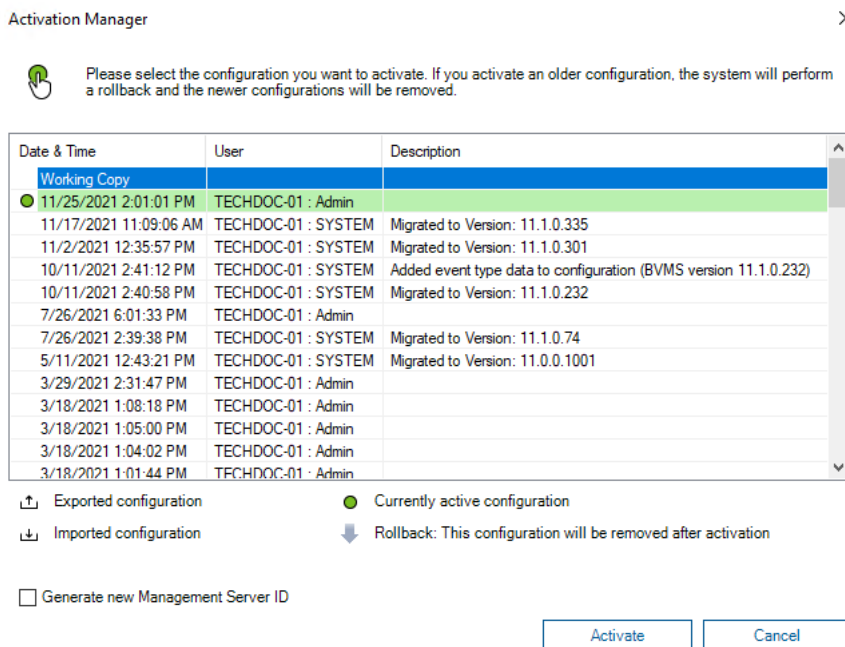 Activation Manager
Please select the configuration you want to activate. If you activate an older configuration, the system will perform
a rollback and the newer configurations will be removed.
Date & Time User Description
Working Copy
11/25/2021 2:01:01 PM TECHDOC-01 : Admin
11/17/2021 11:09:06 AM TECHDOC-01 : SYSTEM Migrated to Version: 11.1.0.335
11/2/2021 12:35:57 PM TECHDOC-01 : SYSTEM Migrated to Version: 11.1.0.301
10/11/2021 2:41:12 PM TECHDOC-01 : SYSTEM Added event type data to configuration (BVMS version 11.1.0.232)
10/11/2021 2:40:58 PM TECHDOC-01 : SYSTEM Migrated to Version: 11.1.0.232
7/26/2021 6:01:33 PM TECHDOC-01 : Admin
7/26/2021 2:39:38 PM TECHDOC-01 : SYSTEM Migrated to Version: 11.1.0.74
5/11/2021 12:43:21 PM TECHDOC-01 : SYSTEM Migrated to Version: 11.0.0.1001
3/29/2021 2:31:47 PM TECHDOC-01 : Admin
3/18/2021 1:08:18 PM TECHDOC-01 : Admin
3/18/2021 1:05:00 PM TECHDOC-01 : Admin
3/18/2021 1:04:02 PM TECHDOC-01 : Admin
3/18/2021 1:01:44 PM TECHDOC-01 : Admin
Exported configuration Currently active configuration
Imported configuration Rollback: This configuration will be removed after activation
Generate new Management Server ID
Activate Cancel